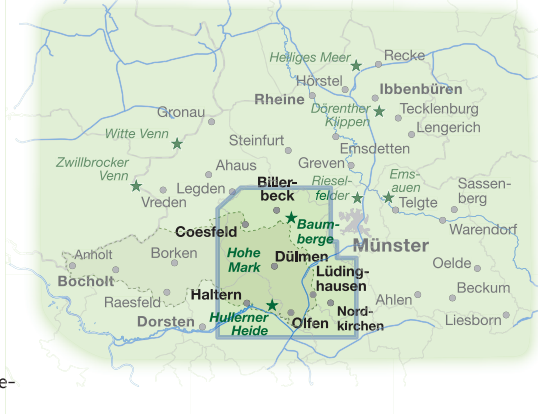 Heiliges Meer
Recke
Hörstel
Ibbenbüren
Rheine
Dörenther
Klippen
Tecklenburg
Gronau
Lengerich
Witte Venn
Steinfurt
Emsdetten
Zwillbrocker
Venn
Ahaus
Greven
Legden
Biller-
beck
Riesel-
felder
Ems-
auen
Sassen-
berg
Vreden
Telgte
Coesfeld
Baum-
berge
Warendorf
Münster
Anholt
Borken
Hohe
Mark
Dülmen
Oelde
Bocholt
Lüding-
hausen
Raesfeld
Haltern
Ahlen
Beckum
Dorsten
Hullerner
Heide
Olfen
Nord-
kirchen
Liesborn
e-